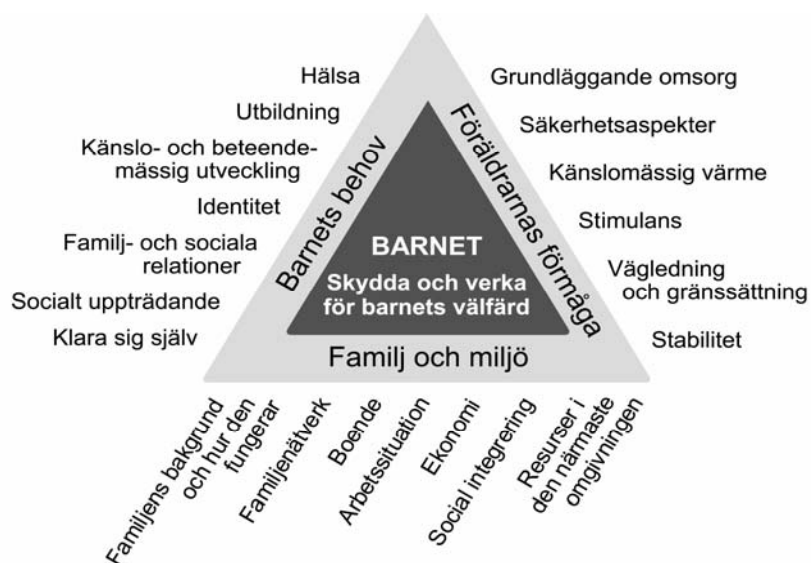 Hälsa
Utbildning
Känslo- och beteende-
mässig utveckling
Identitet
Familj- och sociala
relationer
Socialt uppträdande
Klara sig själv
Barnets behov
BARNET
Skydda och verka
för barnets välfärd
Föräldrarnas förmåga
Grundläggande omsorg
Säkerhetsaspekter
Känslomässig värme
Stimulans
Vägledning
och gränssättning
Stabilitet
Familj och miljö
Familjens bakgrund
och hur den
fungerar
Familjenätverk
Boende
Arbetssituation
Ekonomi
Social integrering
Resurser i
den närmaste
omgivningen